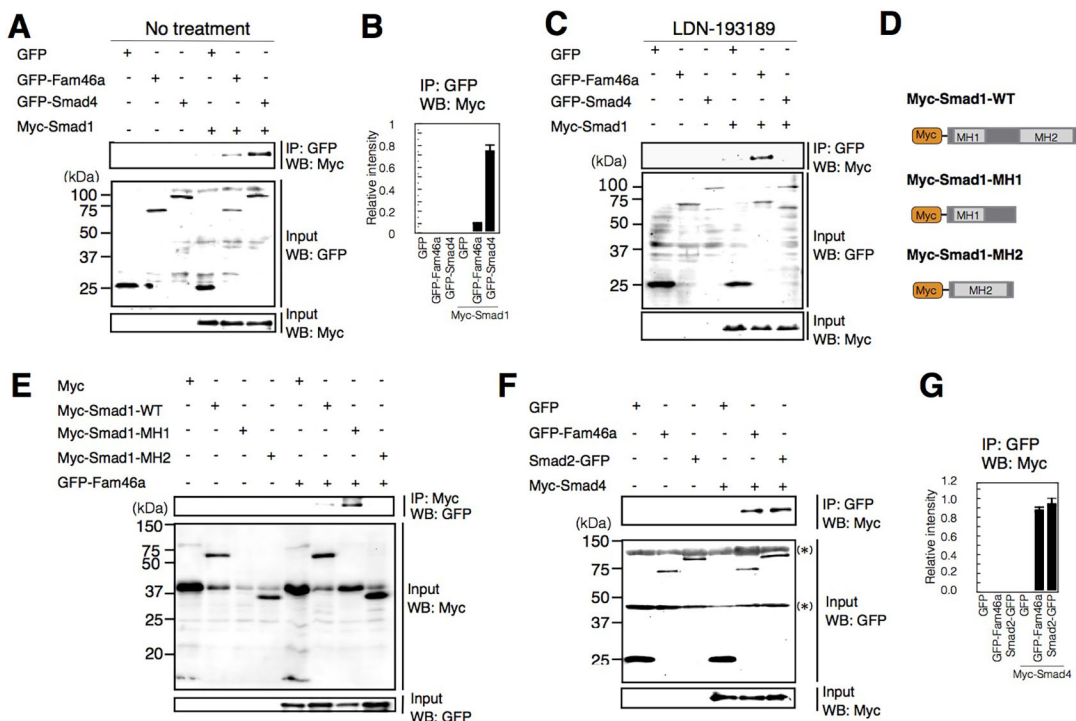 A
No treatment
GFP + - - + - -
GFP-Fam46a - + - - + -
GFP-Smad4 - - + - - +
Myc-Smad1 - - - + + +
IP: GFP
WB: Myc
(kDa)
100
75
50
37
25
Input
WB: GFP
Input
WB: Myc
B
IP: GFP
WB: Myc
Relative intensity
1
0.8
0.6
0.4
0.2
0
GFP
GFP-Fam46a
GFP-Smad4
GFP
GFP-Fam46a
GFP-Smad4
Myc-Smad1
C
LDN-193189
GFP + - - + - -
GFP-Fam46a - + - - + -
GFP-Smad4 - - + - - +
Myc-Smad1 - - - + + +
IP: GFP
WB: Myc
(kDa)
100
75
50
37
25
Input
WB: GFP
Input
WB: Myc
D
Myc-Smad1-WT
Myc MH1 MH2
Myc-Smad1-MH1
Myc MH1
Myc-Smad1-MH2
Myc MH2
E
Myc + - - - + - - -
Myc-Smad1-WT - + - - - + - -
Myc-Smad1-MH1 - - + - - - + -
Myc-Smad1-MH2 - - - + - - - +
GFP-Fam46a - - - - + + + +
IP: Myc
WB: GFP
(kDa)
150
75
50
37
25
20
Input
WB: Myc
Input
WB: GFP
F
GFP + - - + - -
GFP-Fam46a - + - - + -
Smad2-GFP - - + - - +
Myc-Smad4 - - - + + +
IP: GFP
WB: Myc
(kDa)
150
75
50
37
25
(*)
(*)
Input
WB: GFP
Input
WB: Myc
G
IP: GFP
WB: Myc
Relative intensity
1.2
1.0
0.8
0.6
0.4
0.2
0.0
GFP
GFP-Fam46a
Smad2-GFP
GFP
GFP-Fam46a
Smad2-GFP
Myc-Smad4